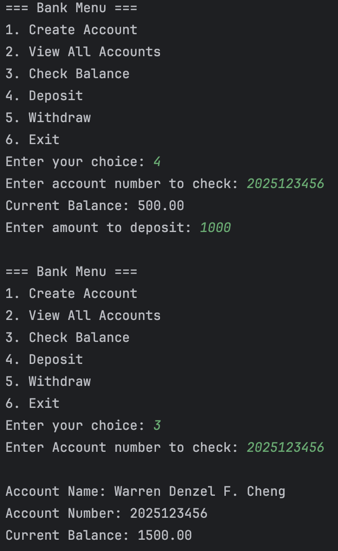 === Bank Menu ===
1. Create Account
2. View All Accounts
3. Check Balance
4. Deposit
5. Withdraw
6. Exit
Enter your choice: 4
Enter account number to check: 2025123456
Current Balance: 500.00
Enter amount to deposit: 1000
=== Bank Menu ===
1. Create Account
2. View All Accounts
3. Check Balance
4. Deposit
5. Withdraw
6. Exit
Enter your choice: 3
Enter Account number to check: 2025123456
Account Name: Warren Denzel F. Cheng
Account Number: 2025123456
Current Balance: 1500.00